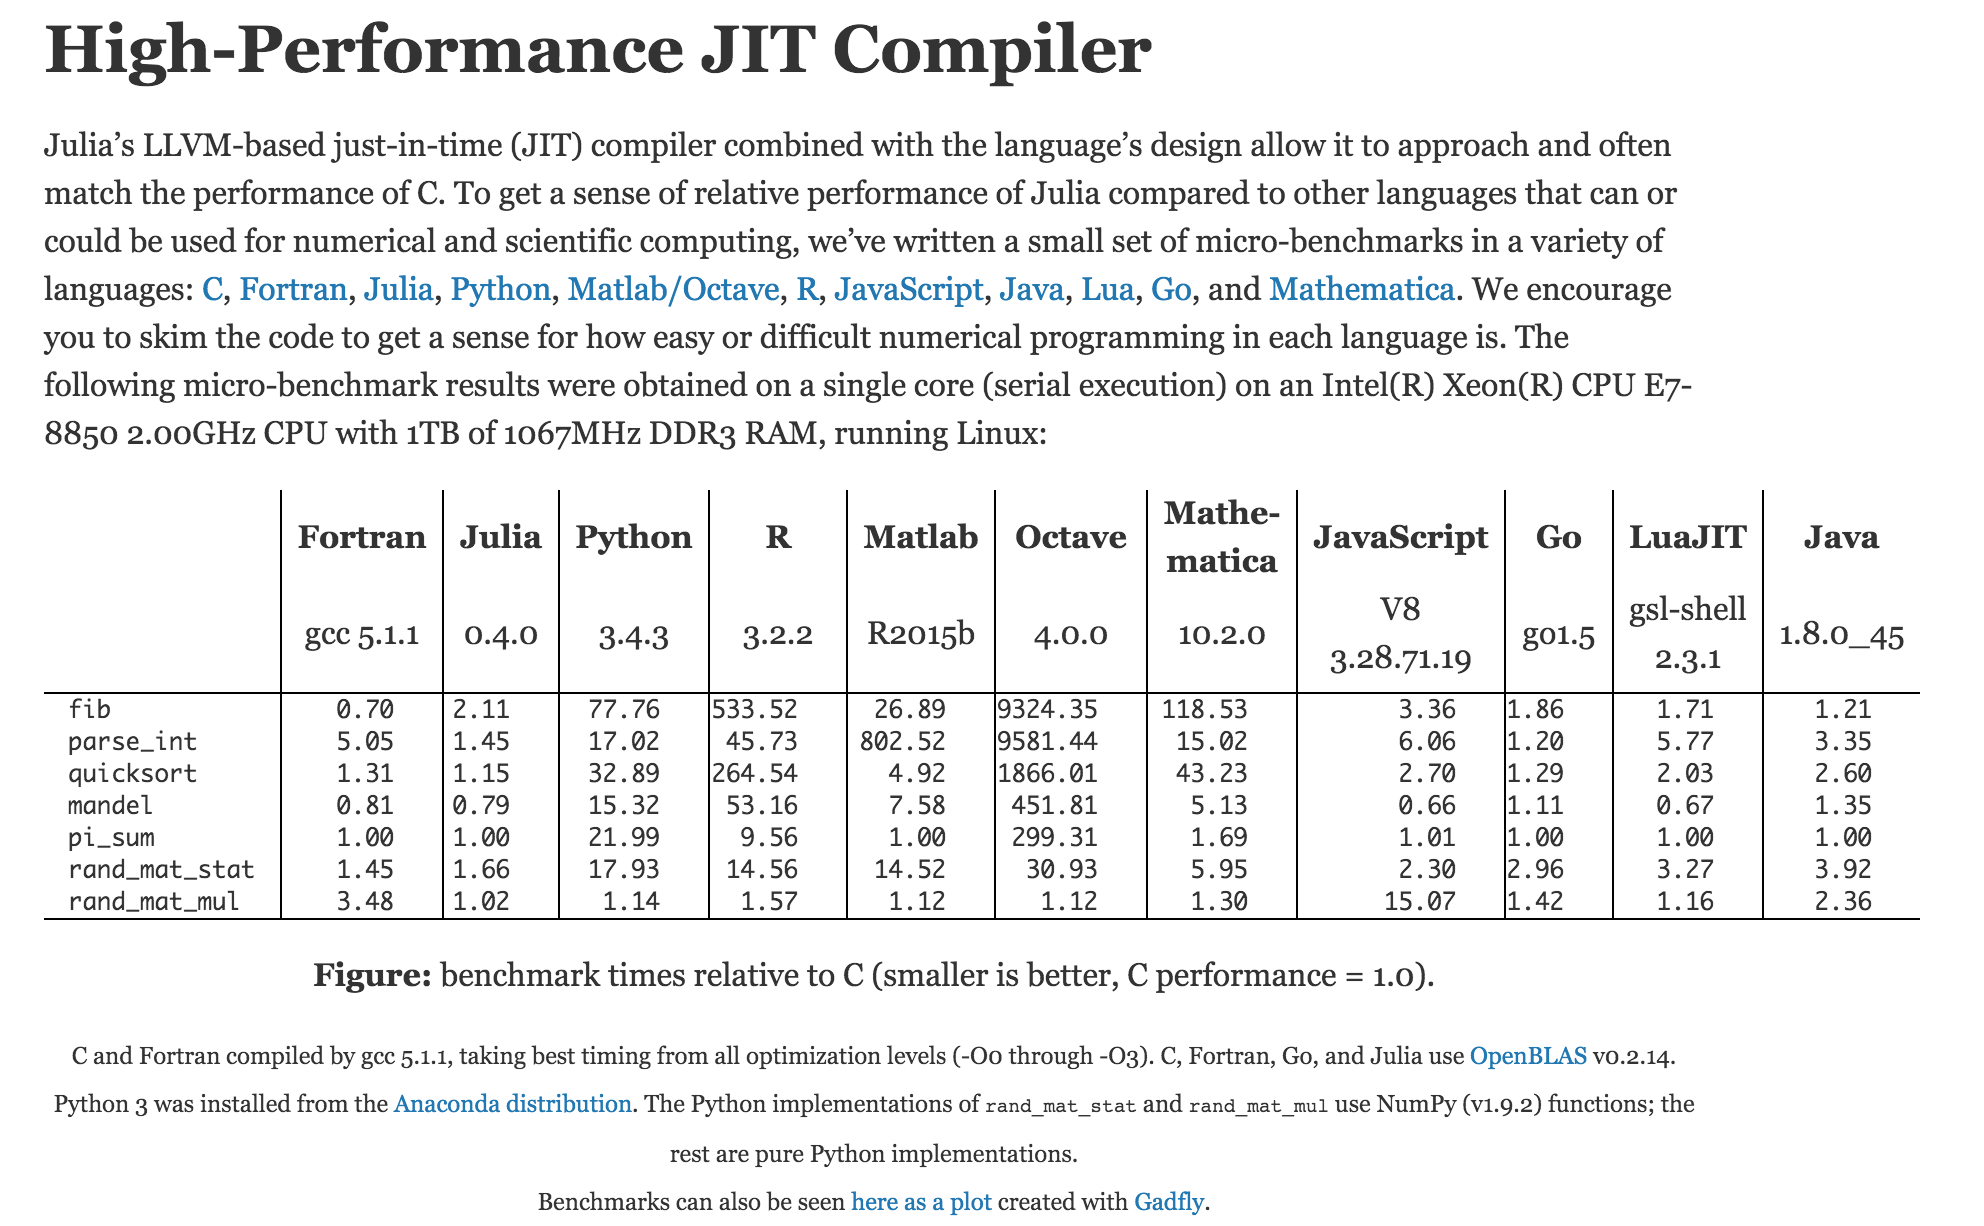 High-Performance JIT Compiler
Julia’s LLVM-based just-in-time (JIT) compiler combined with the language’s design allow it to approach and often
match the performance of C. To get a sense of relative performance of Julia compared to other languages that can or
could be used for numerical and scientific computing, we’ve written a small set of micro-benchmarks in a variety of
languages: C, Fortran, Julia, Python, Matlab/Octave, R, JavaScript, Java, Lua, Go, and Mathematica. We encourage
you to skim the code to get a sense for how easy or difficult numerical programming in each language is. The
following micro-benchmark results were obtained on a single core (serial execution) on an Intel(R) Xeon(R) CPU E7-
8850 2.00GHz CPU with 1TB of 1067MHz DDR3 RAM, running Linux:
Fortran Julia Python R Matlab Octave Mathe-
matica JavaScript Go LuaJIT Java
gcc 5.1.1 0.4.0 3.4.3 3.2.2 R2015b 4.0.0 10.2.0 V8
3.28.71.19 go1.5 gsl-shell
2.3.1 1.8.0_45
fib 0.70 2.11 77.76 533.52 26.89 9324.35 118.53 3.36 1.86 1.71 1.21
parse_int 5.05 1.45 17.02 45.73 802.52 9581.44 15.02 6.06 1.20 5.77 3.35
quicksort 1.31 1.15 32.89 264.54 4.92 1866.01 43.23 2.70 1.29 2.03 2.60
mandel 0.81 0.79 15.32 53.16 7.58 451.81 5.13 0.66 1.11 0.67 1.35
pi_sum 1.00 1.00 21.99 9.56 1.00 299.31 1.69 1.01 1.00 1.00 1.00
rand_mat_stat 1.45 1.66 17.93 14.56 14.52 30.93 5.95 2.30 2.96 3.27 3.92
rand_mat_mul 3.48 1.02 1.14 1.57 1.12 1.12 1.30 15.07 1.42 1.16 2.36
Figure: benchmark times relative to C (smaller is better, C performance = 1.0).
C and Fortran compiled by gcc 5.1.1, taking best timing from all optimization levels (-O0 through -O3). C, Fortran, Go, and Julia use OpenBLAS v0.2.14.
Python 3 was installed from the Anaconda distribution. The Python implementations of rand_mat_stat and rand_mat_mul use NumPy (v1.9.2) functions; the
rest are pure Python implementations.
Benchmarks can also be seen here as a plot created with Gadfly.